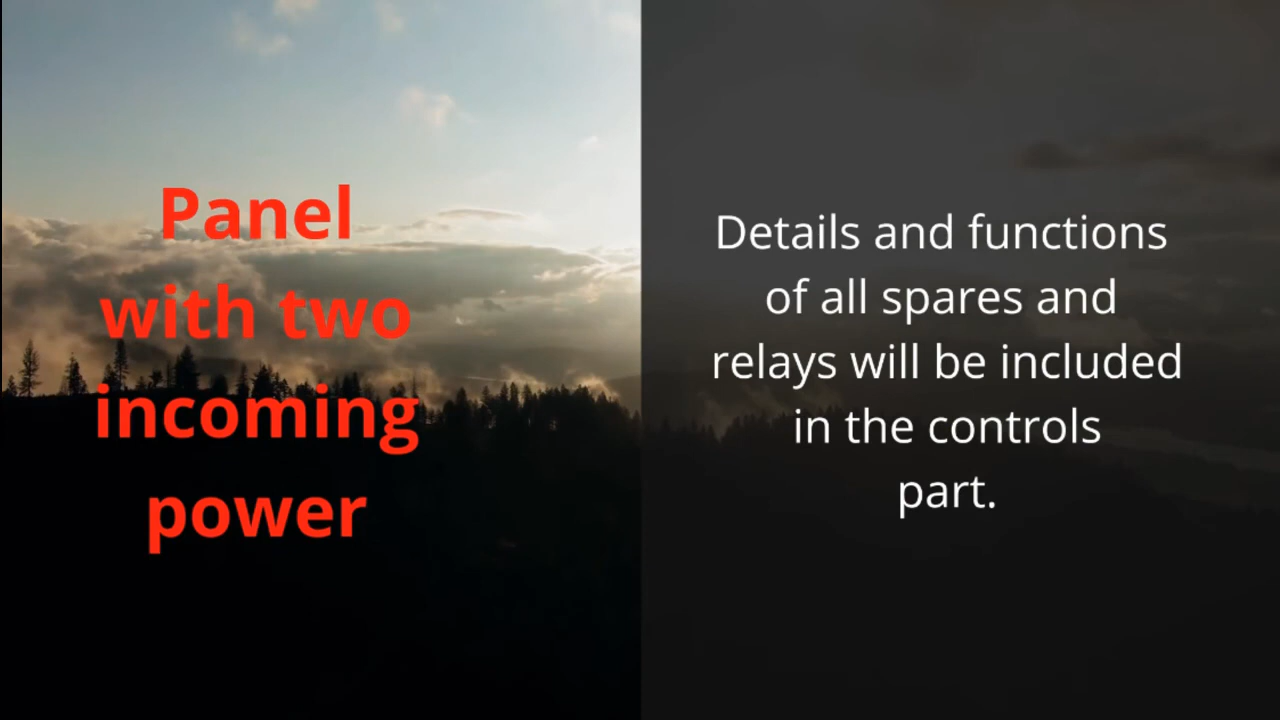 Panel
with two
incoming
power
Details and functions
of all spares and
relays will be included
in the controls
part.